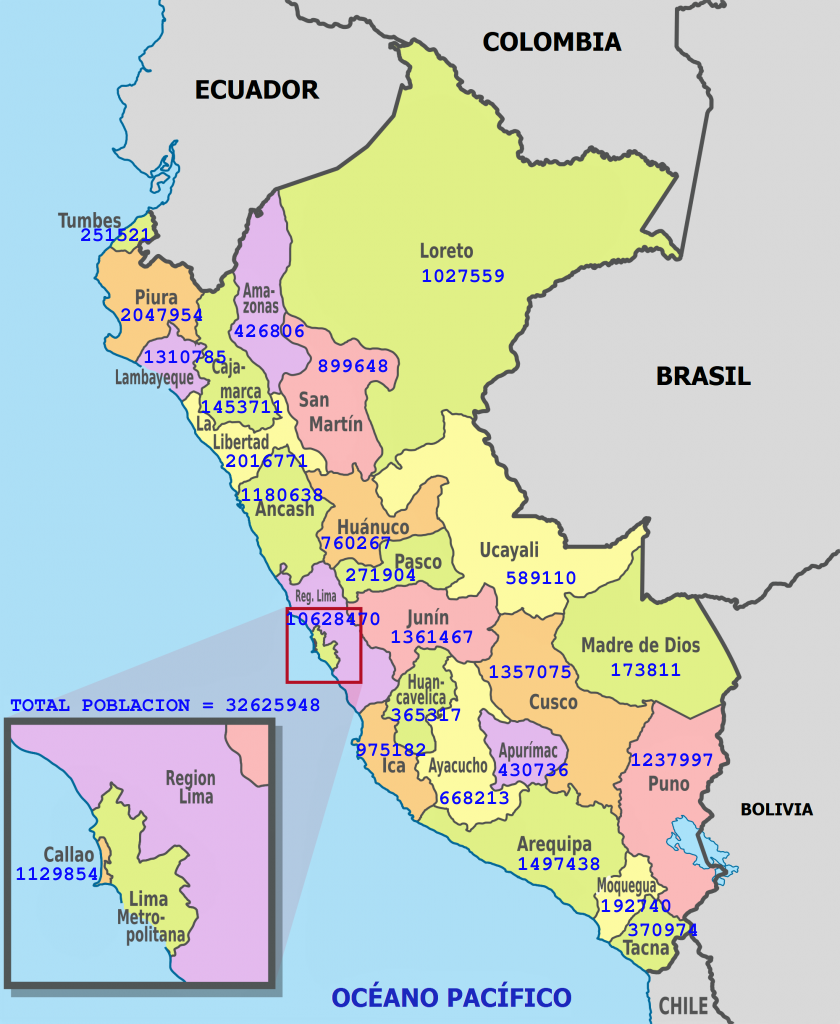 COLOMBIA
ECUADOR
Tumbes
251521
Loreto
1027559
Ama-
zonas
426806
Piura
2047954
1310785
Lambayeque
Caja-
marca
1453711
899648
San
Martín
BRASIL
La
Libertad
2016771
1180638
Ancash
Huánuco
760267
Pasco
271904
Ucayali
589110
Reg. Lima
10628470
Junín
1361467
Madre de Dios
173811
1357075
Cusco
Huan-
cavelica
365317
TOTAL POBLACION = 32625948
975182
Ica
Ayacucho
668213
Apurímac
430736
1237997
Puno
BOLIVIA
Region
Lima
Callao
1129854
Lima
Metro-
politana
Arequipa
1497438
Moquegua
192740
370974
Tacna
OCÉANO PACÍFICO
CHILE